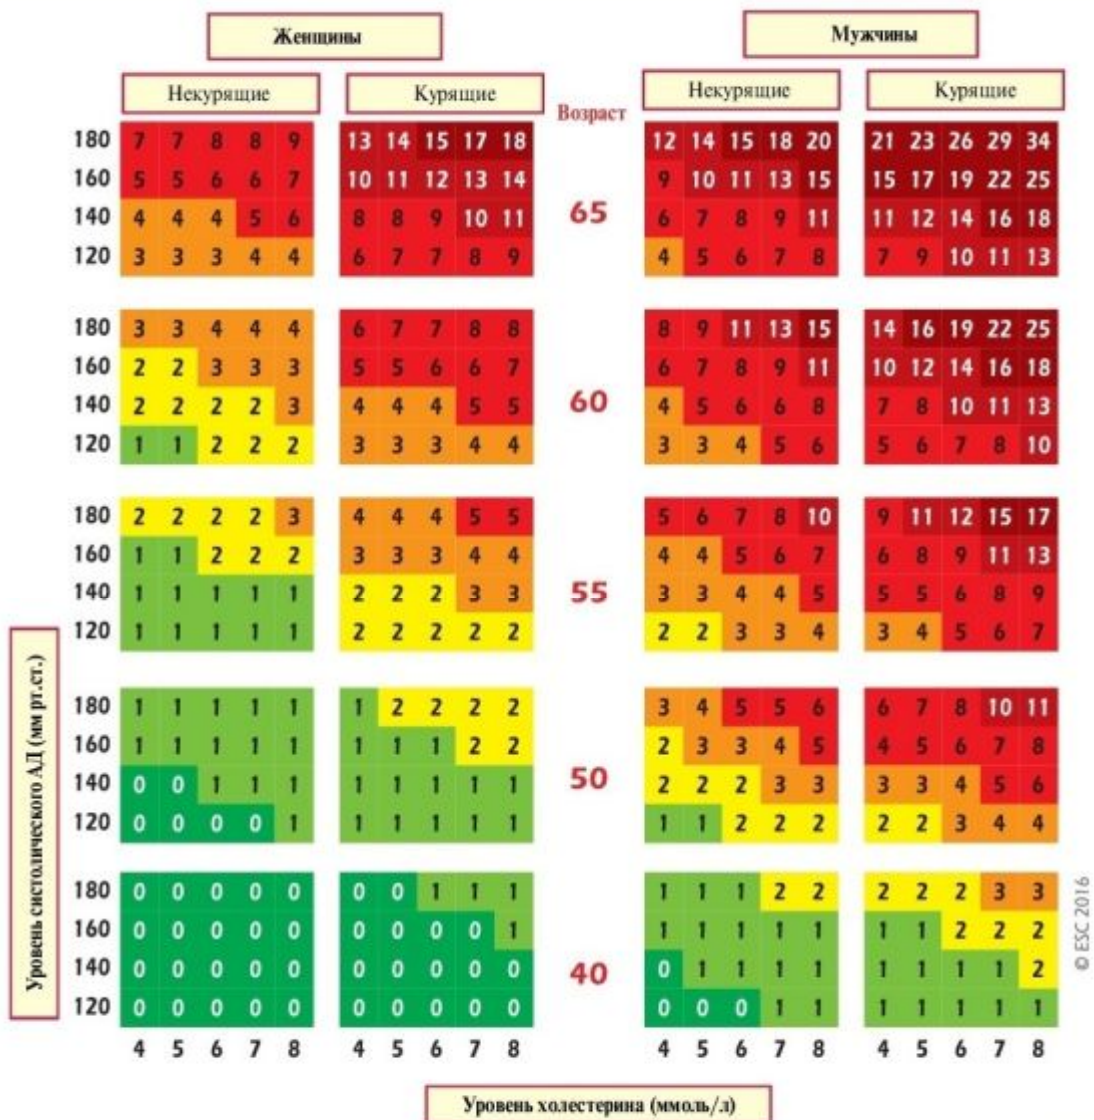 Женщины Мужчины
Некурящие Курящие Возраст Некурящие Курящие
180 7 7 8 8 9 13 14 15 17 18 12 14 15 18 20 21 23 26 29 34
160 5 5 6 6 7 10 11 12 13 14 9 10 11 13 15 15 17 19 22 25
140 4 4 4 5 6 8 8 9 10 11 65 6 7 8 9 11 11 12 14 16 18
120 3 3 3 4 4 6 7 7 8 9 4 5 6 7 8 7 9 10 11 13
180 3 3 4 4 4 6 7 7 8 8 8 9 11 13 15 14 16 19 22 25
160 2 2 3 3 3 5 5 6 6 7 6 7 8 9 11 10 12 14 16 18
140 2 2 2 2 3 4 4 4 5 5 60 4 5 6 6 8 7 8 10 11 13
120 1 1 2 2 2 3 3 3 4 4 3 3 4 5 6 5 6 7 8 10
180 2 2 2 2 3 4 4 4 5 5 5 6 7 8 10 9 11 12 15 17
160 1 1 2 2 2 3 3 3 4 4 4 4 5 6 7 6 8 9 11 13
140 1 1 1 1 1 2 2 2 3 3 55 3 3 4 4 5 5 5 6 8 9
120 1 1 1 1 1 2 2 2 2 2 2 2 3 3 4 3 4 5 6 7
180 1 1 1 1 1 1 2 2 2 2 3 4 5 5 6 6 7 8 10 11
160 1 1 1 1 1 1 1 1 2 2 2 3 3 4 5 4 5 6 7 8
140 0 0 1 1 1 1 1 1 1 1 50 2 2 2 3 3 3 3 4 5 6
120 0 0 0 0 1 1 1 1 1 1 1 1 2 2 2 2 2 3 4 4
180 0 0 0 0 0 0 0 1 1 1 1 1 1 2 2 2 2 2 3 3
160 0 0 0 0 0 0 0 0 0 1 1 1 1 1 1 1 1 2 2 2
140 0 0 0 0 0 0 0 0 0 0 40 0 1 1 1 1 1 1 1 1 2
120 0 0 0 0 0 0 0 0 0 0 0 0 0 1 1 1 1 1 1 1
4 5 6 7 8 4 5 6 7 8 4 5 6 7 8 4 5 6 7 8
Уровень систолического АД (мм рт.ст.)
Уровень холестерина (ммоль/л)
© ESC 2016